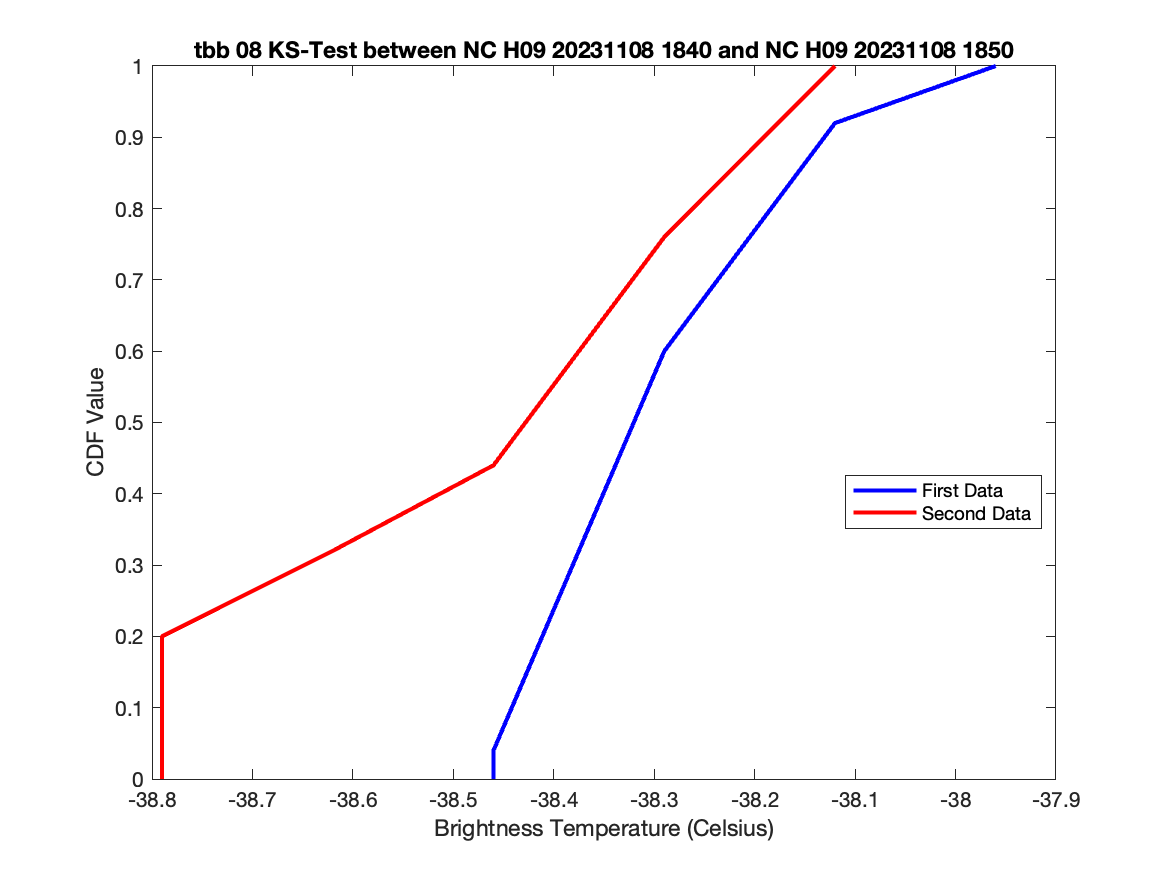 tbb 08 KS-Test between NC H09 20231108 1840 and NC H09 20231108 1850
1
0.9
0.8
0.7
0.6
0.5
0.4
0.3
0.2
0.1
0
CDF Value
First Data
Second Data
-38.8 -38.7 -38.6 -38.5 -38.4 -38.3 -38.2 -38.1 -38 -37.9
Brightness Temperature (Celsius)